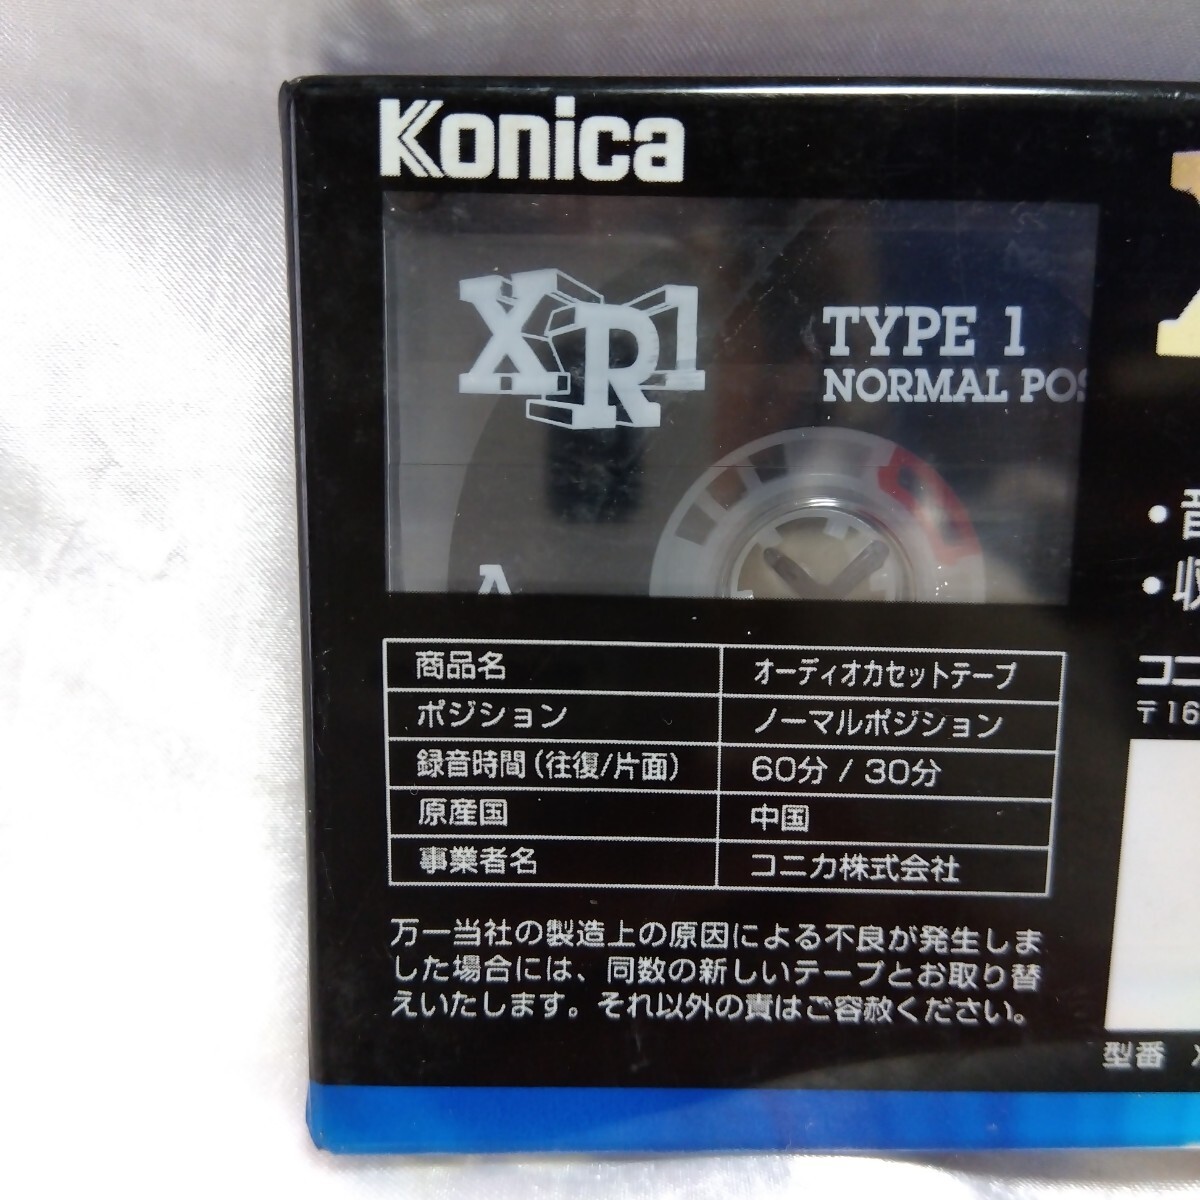 Konica
XR1
TYPE 1
NORMAL POS
A
商品名 オーディオカセットテープ
ポジション ノーマルポジション
録音時間(往復/片面) 60分 / 30分
原産国 中国
事業者名 コニカ株式会社
万一当社の製造上の原因による不良が発生しま
した場合には、同数の新しいテープとお取り替
えいたします。それ以外の責はご容赦ください。
・音
・収
コニ
〒16
型番 X